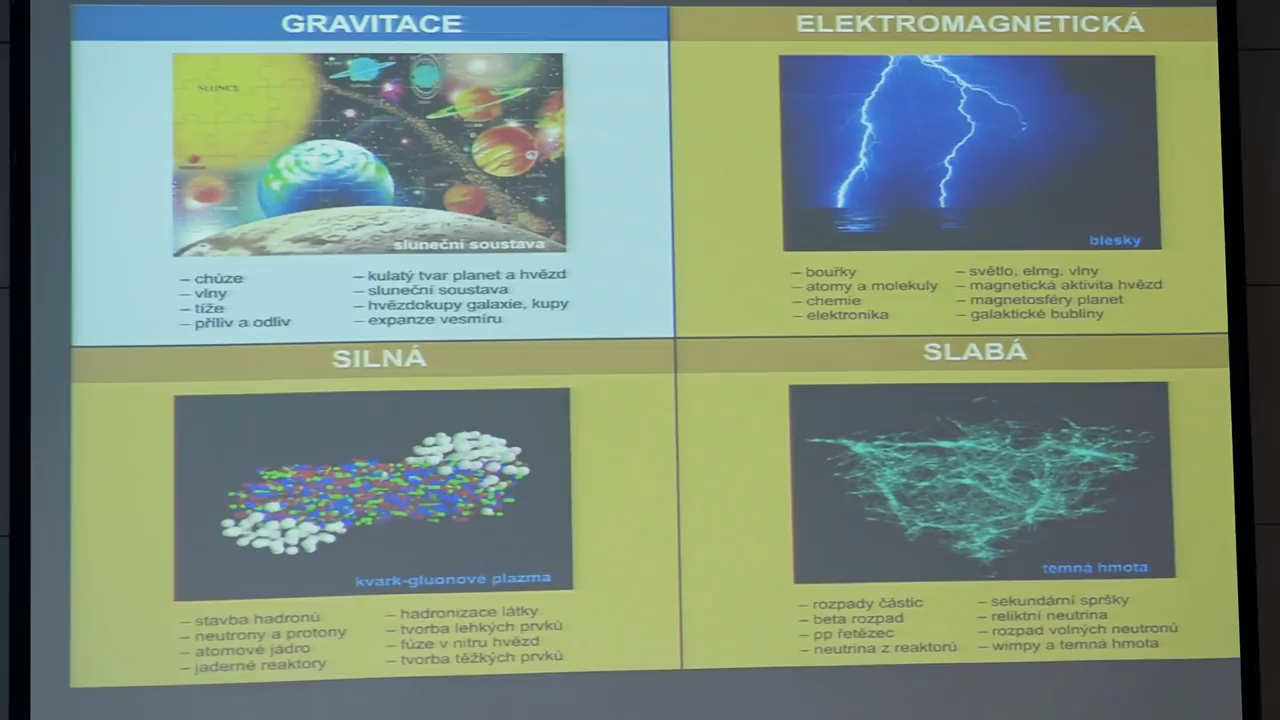 GRAVITACE
SLUNCE
sluneční soustava
– chůze
– vlny
– tíže
– příliv a odliv
– kulatý tvar planet a hvězd
– sluneční soustava
– hvězdokupy galaxie, kupy
– expanze vesmíru
ELEKTROMAGNETICKÁ
blesky
– bouřky
– atomy a molekuly
– chemie
– elektronika
– světlo, elmg. vlny
– magnetická aktivita hvězd
– magnetosféry planet
– galaktické bubliny
SILNÁ
kvark-gluonové plazma
– stavba hadronů
– neutrony a protony
– atomové jádro
– jaderné reaktory
– hadronizace látky
– tvorba lehkých prvků
– fúze v nitru hvězd
– tvorba těžkých prvků
SLABÁ
temná hmota
– rozpady částic
– beta rozpad
– pp řetězec
– neutrina z reaktorů
– sekundární spršky
– reliktní neutrina
– rozpad volných neutronů
– wimpy a temná hmota